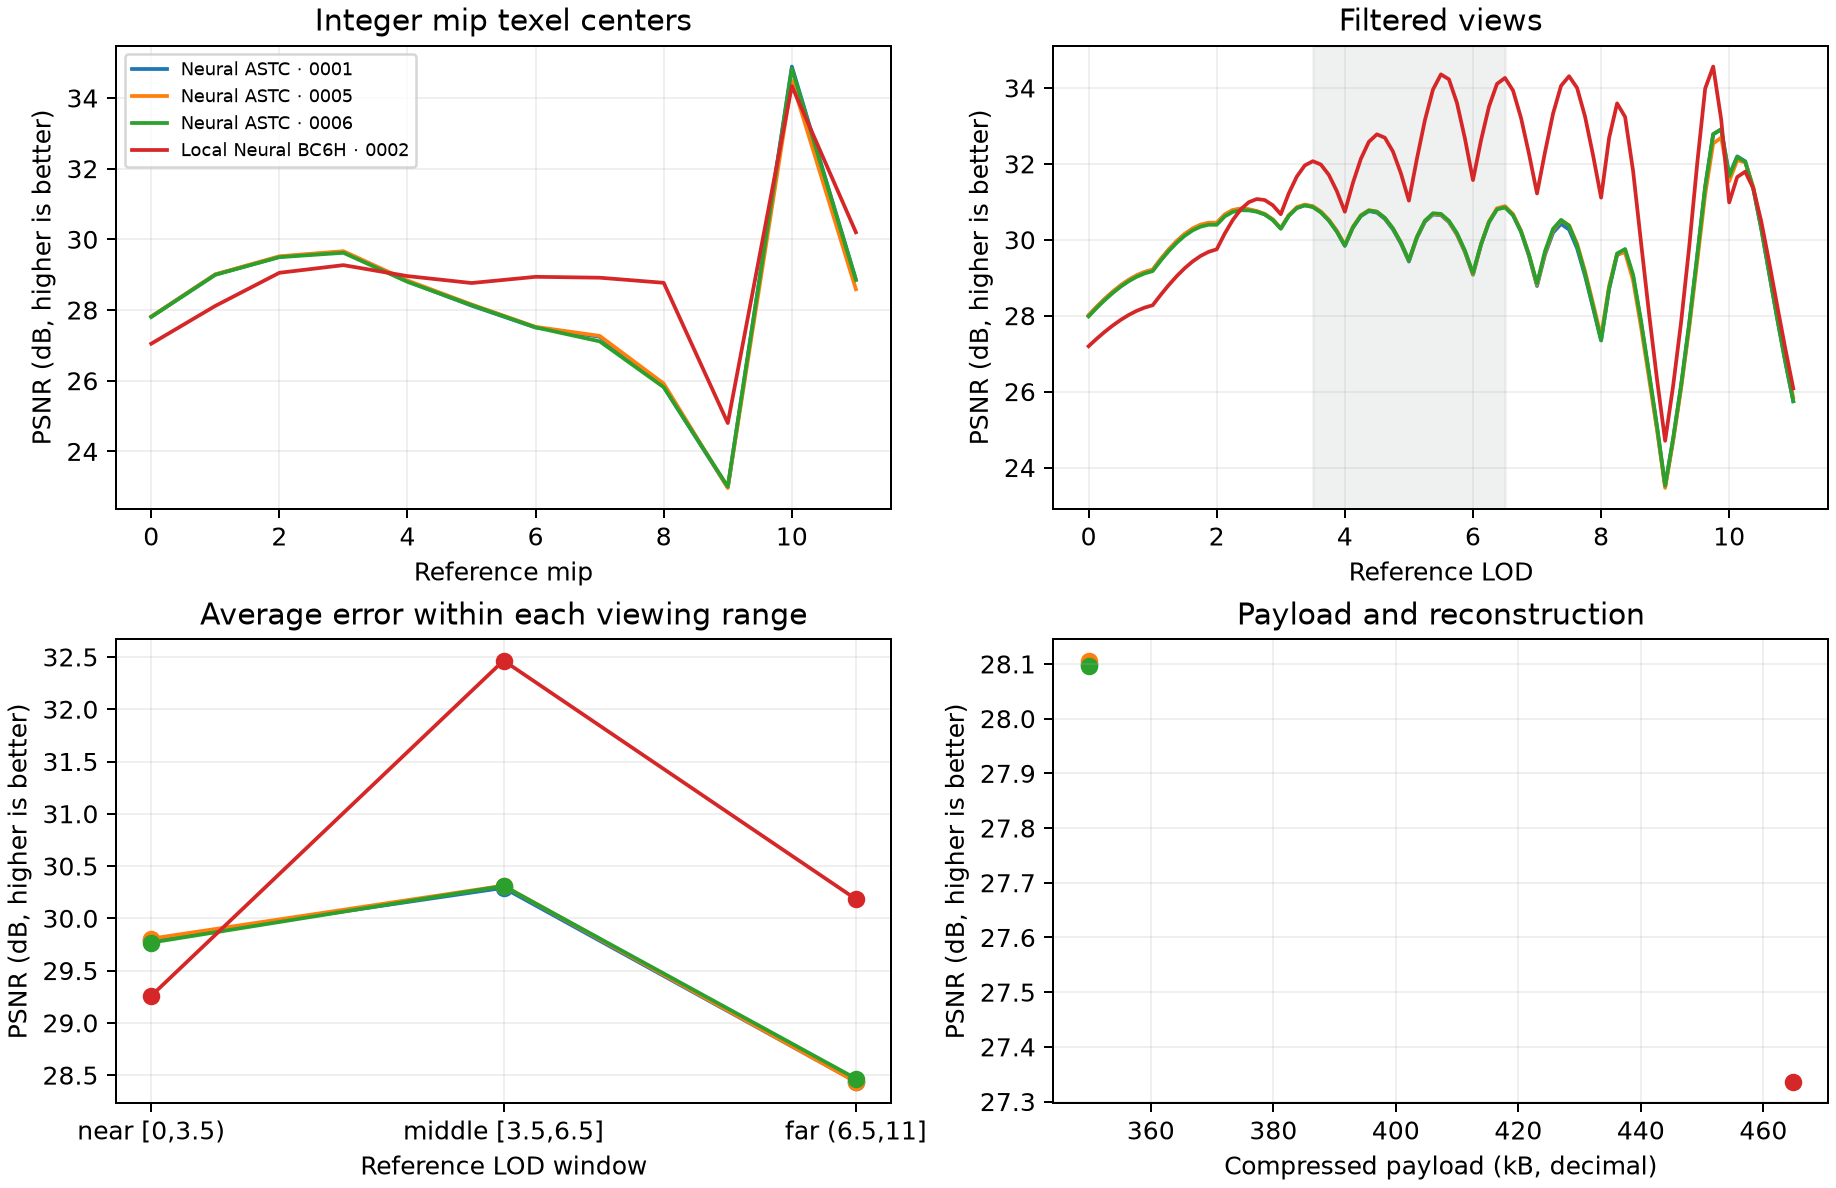 Integer mip texel centers
PSNR (dB, higher is better)
34
32
30
28
26
24
Neural ASTC · 0001
Neural ASTC · 0005
Neural ASTC · 0006
Local Neural BC6H · 0002
0 2 4 6 8 10
Reference mip
Filtered views
PSNR (dB, higher is better)
34
32
30
28
26
24
0 2 4 6 8 10
Reference LOD
Average error within each viewing range
PSNR (dB, higher is better)
32.5
32.0
31.5
31.0
30.5
30.0
29.5
29.0
28.5
near [0,3.5) middle [3.5,6.5] far (6.5,11]
Reference LOD window
Payload and reconstruction
PSNR (dB, higher is better)
28.1
28.0
27.9
27.8
27.7
27.6
27.5
27.4
27.3
360 380 400 420 440 460
Compressed payload (kB, decimal)